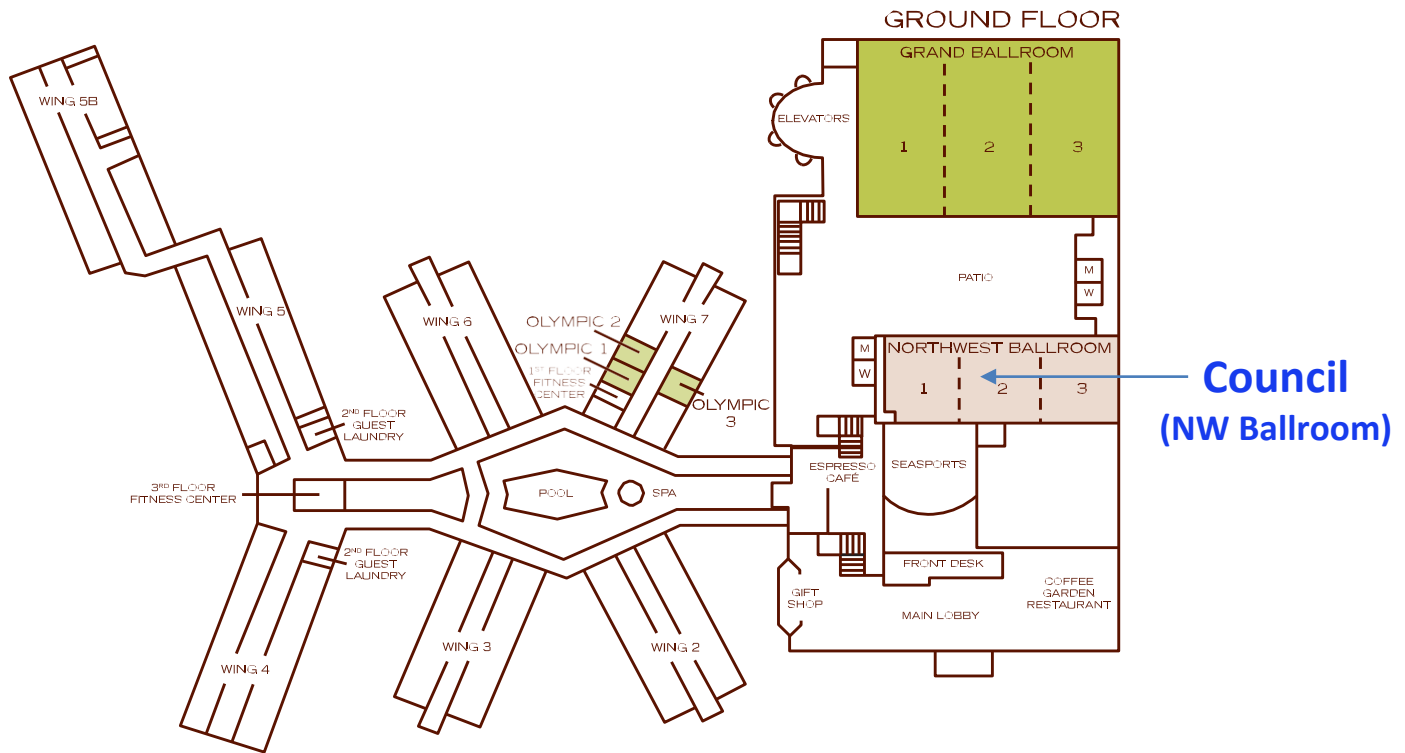 GROUND FLOOR
GRAND BALLROOM
1
2
3
WING 5B
ELEVATORS
PATIO
M
W
WING 5
WING 6
WING 7
OLYMPIC 2
OLYMPIC 1
1ST FLOOR
FITNESS
CENTER
OLYMPIC
3
M
W
NORTHWEST BALLROOM
1
2
3
Council
(NW Ballroom)
2ND FLOOR
GUEST
LAUNDRY
3RD FLOOR
FITNESS CENTER
POOL
SPA
ESPRESSO
CAFÉ
SEASPORTS
2ND FLOOR
GUEST
LAUNDRY
FRONT DESK
GIFT
SHOP
MAIN LOBBY
COFFEE
GARDEN
RESTAURANT
WING 4
WING 3
WING 2